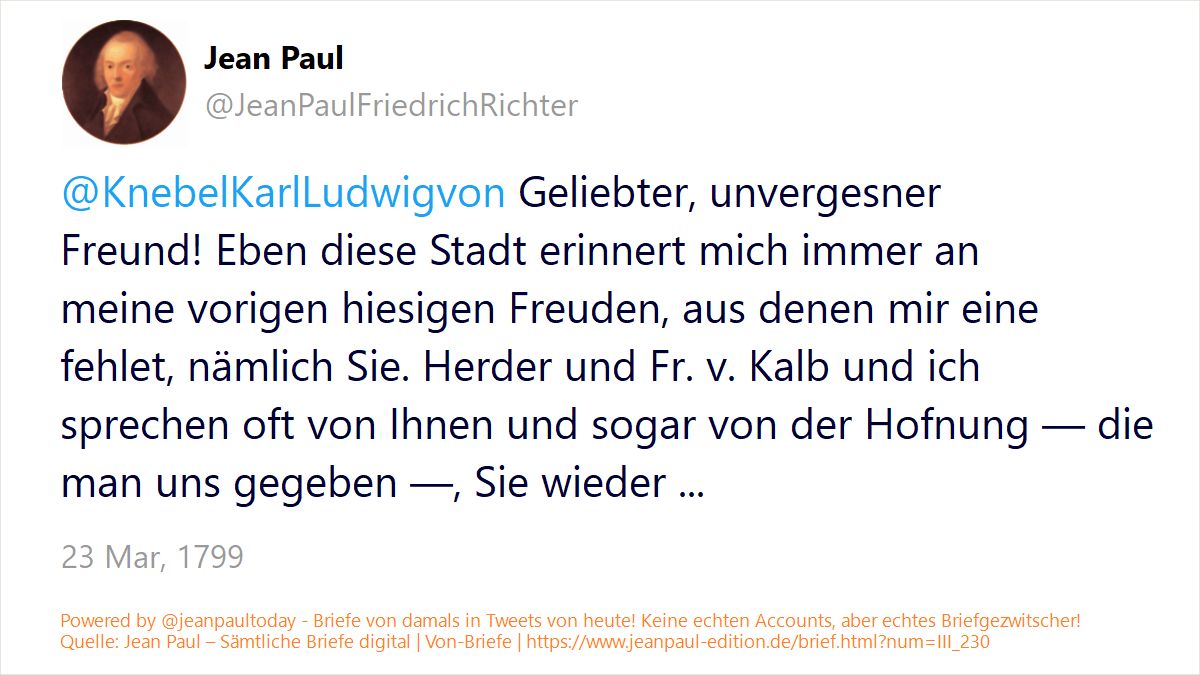 Jean Paul
@JeanPaulFriedrichRichter
@KnebelKarlLudwigvon Geliebter, unvergesner
Freund! Eben diese Stadt erinnert mich immer an
meine vorigen hiesigen Freuden, aus denen mir eine
fehlet, nämlich Sie. Herder und Fr. v. Kalb und ich
sprechen oft von Ihnen und sogar von der Hofnung — die
man uns gegeben —, Sie wieder ...
23 Mar, 1799
Powered by @jeanpaultoday - Briefe von damals in Tweets von heute! Keine echten Accounts, aber echtes Briefgezwitscher!
Quelle: Jean Paul – Sämtliche Briefe digital | Von-Briefe | https://www.jeanpaul-edition.de/brief.html?num=III_230